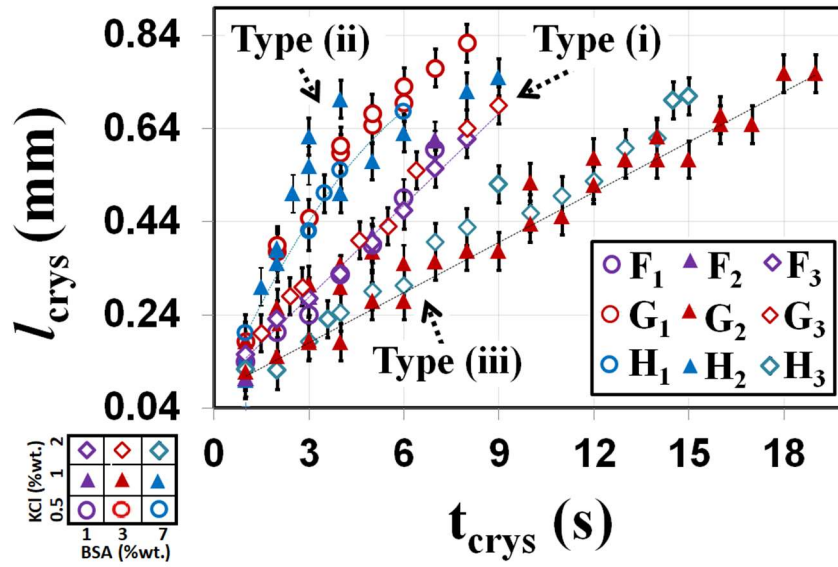 0.84
0.64
0.44
0.24
0.04
l crys (mm)
Type (ii)
Type (i)
Type (iii)
F1 F2 F3
G1 G2 G3
H1 H2 H3
0 3 6 9 12 15 18
t crys (s)
KCl (%wt.)
2
1
0.5
1 3 7
BSA (%wt.)